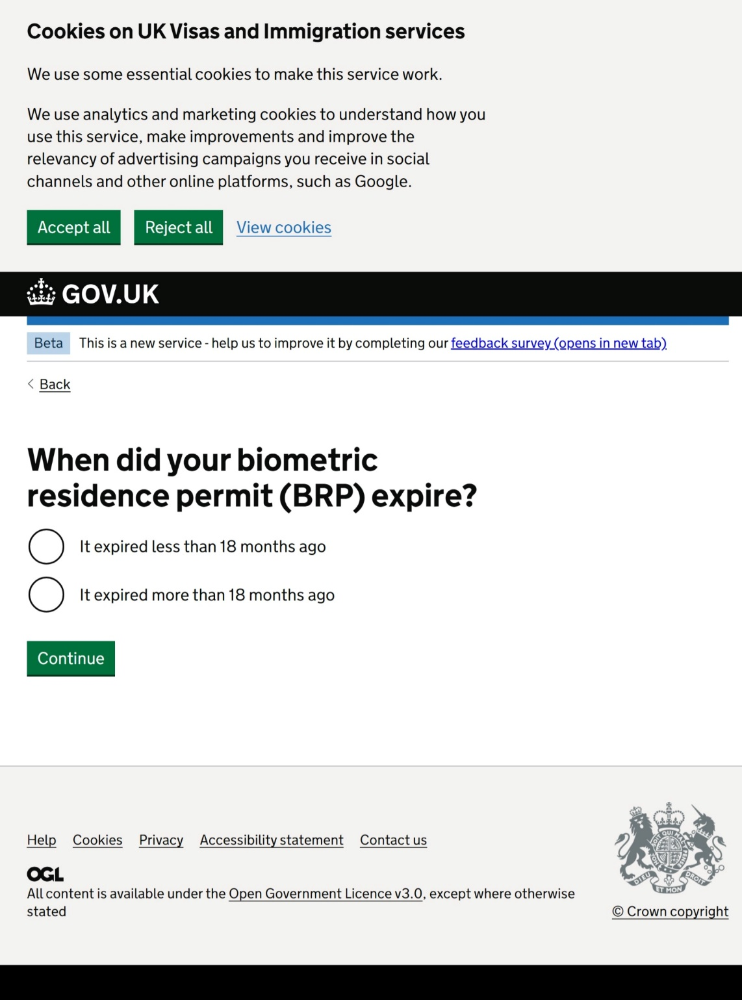 Cookies on UK Visas and Immigration services
We use some essential cookies to make this service work.
We use analytics and marketing cookies to understand how you
use this service, make improvements and improve the
relevancy of advertising campaigns you receive in social
channels and other online platforms, such as Google.
Accept all Reject all View cookies
GOV.UK
Beta This is a new service - help us to improve it by completing our feedback survey (opens in new tab)
Back
When did your biometric
residence permit (BRP) expire?
It expired less than 18 months ago
It expired more than 18 months ago
Continue
Help Cookies Privacy Accessibility statement Contact us
OGL
All content is available under the Open Government Licence v3.0, except where otherwise
stated
DIEU ET MON DROIT
© Crown copyright